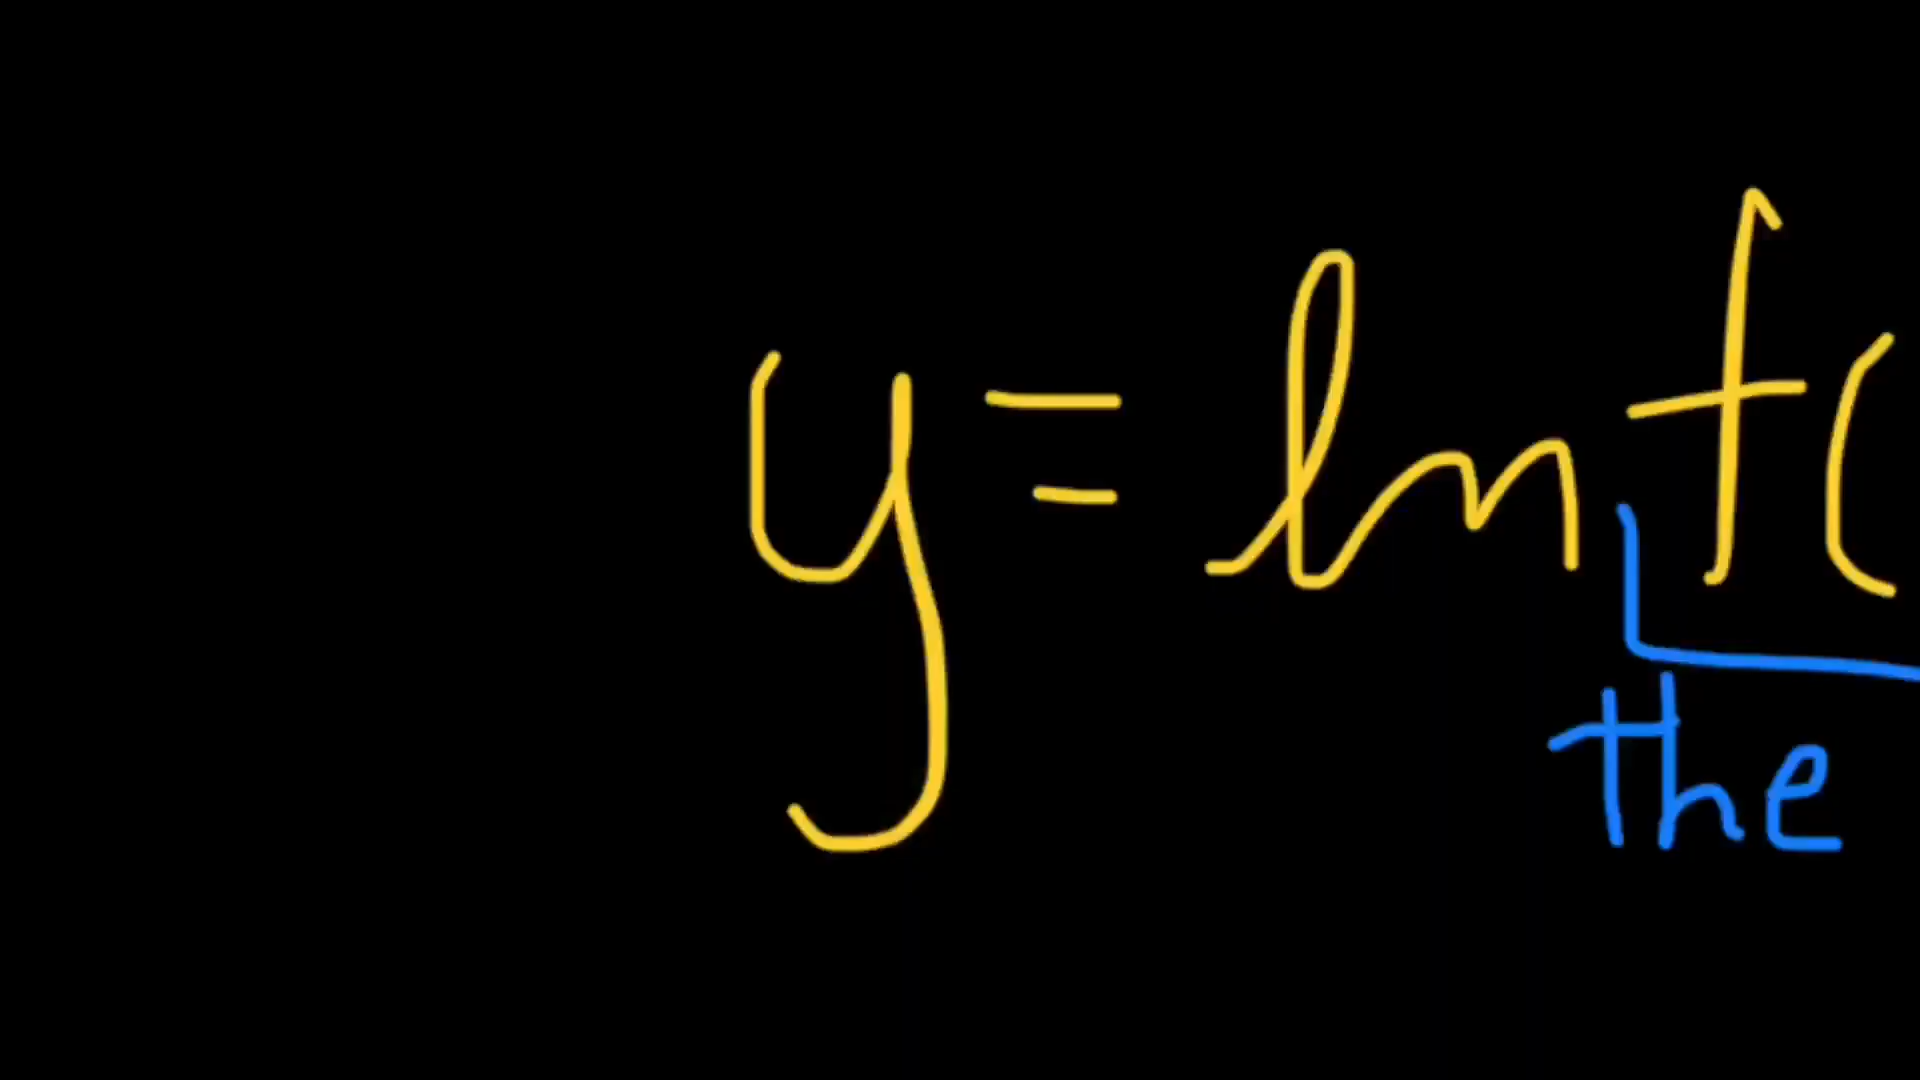 y = ln f(
the